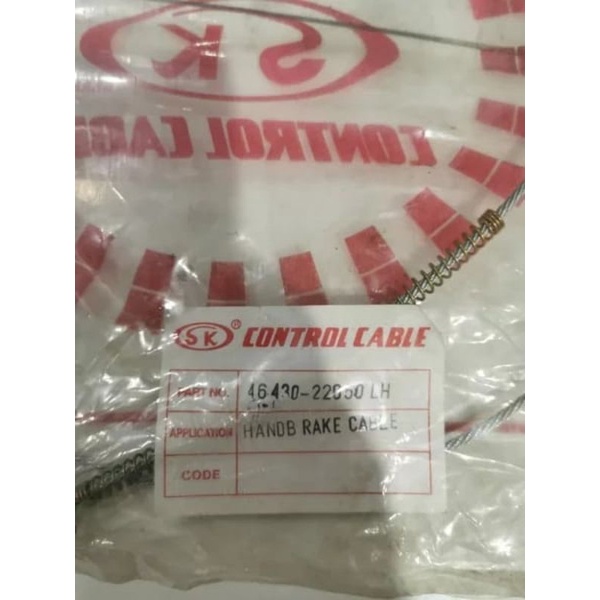 SK
CONTROL CABLE
SK® CONTROL CABLE
PART NO. 46430-22050 LH
APPLICATION HANDB RAKE CABLE
CODE